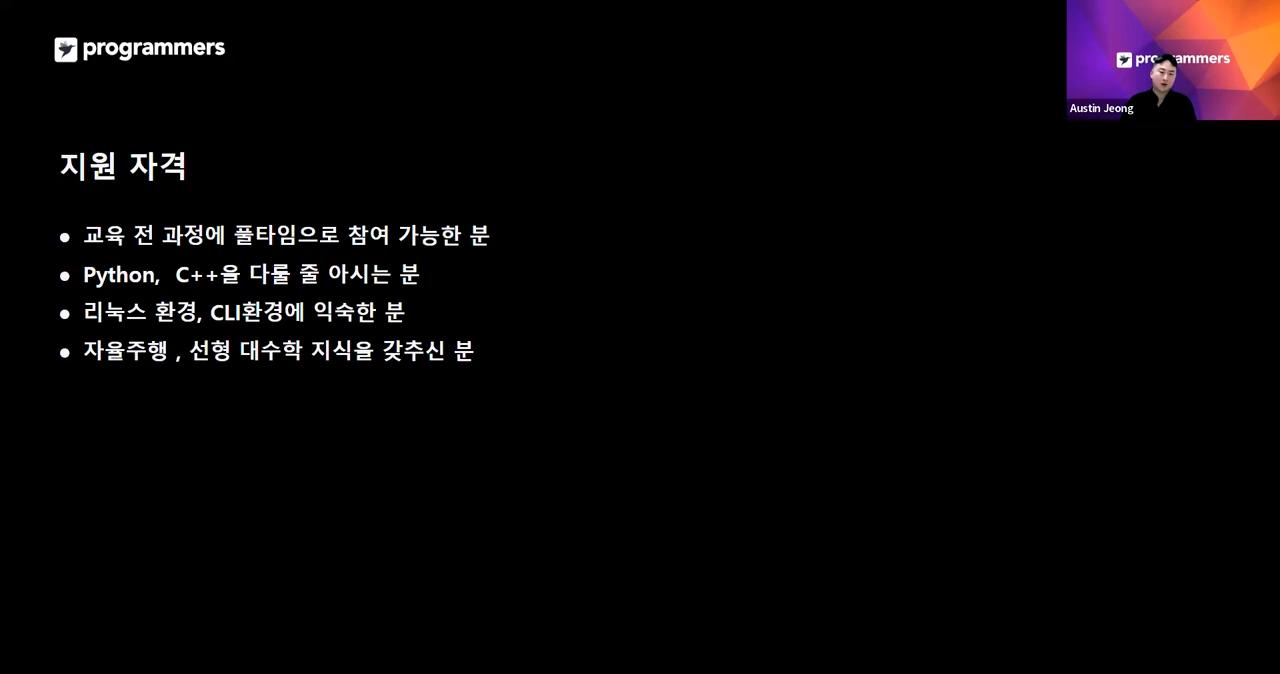 programmers
programmers
Austin Jeong
지원 자격
• 교육 전 과정에 풀타임으로 참여 가능한 분
• Python,  C++을 다룰 줄 아시는 분
• 리눅스 환경, CLI환경에 익숙한 분
• 자율주행 , 선형 대수학 지식을 갖추신 분